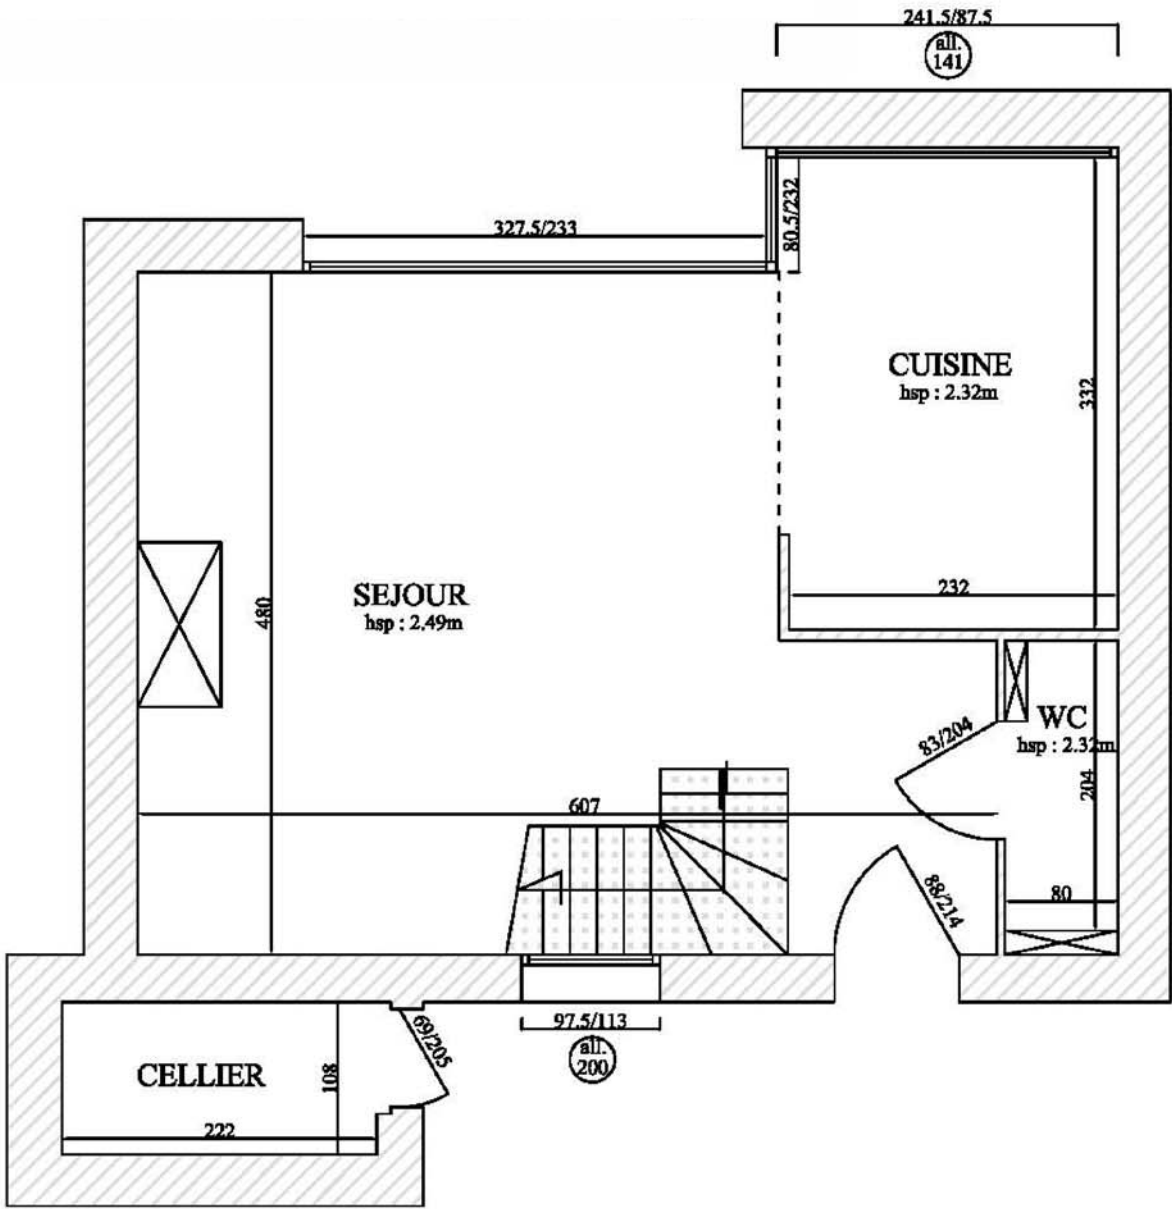 241.5/87.5
all.
141
327.5/233
80.5/232
CUISINE
hsp : 2.32m
332
232
SEJOUR
hsp : 2.49m
480
WC
hsp : 2.32m
83/204
204
607
88/214
80
97.5/113
all.
200
69/205
CELLIER
108
222